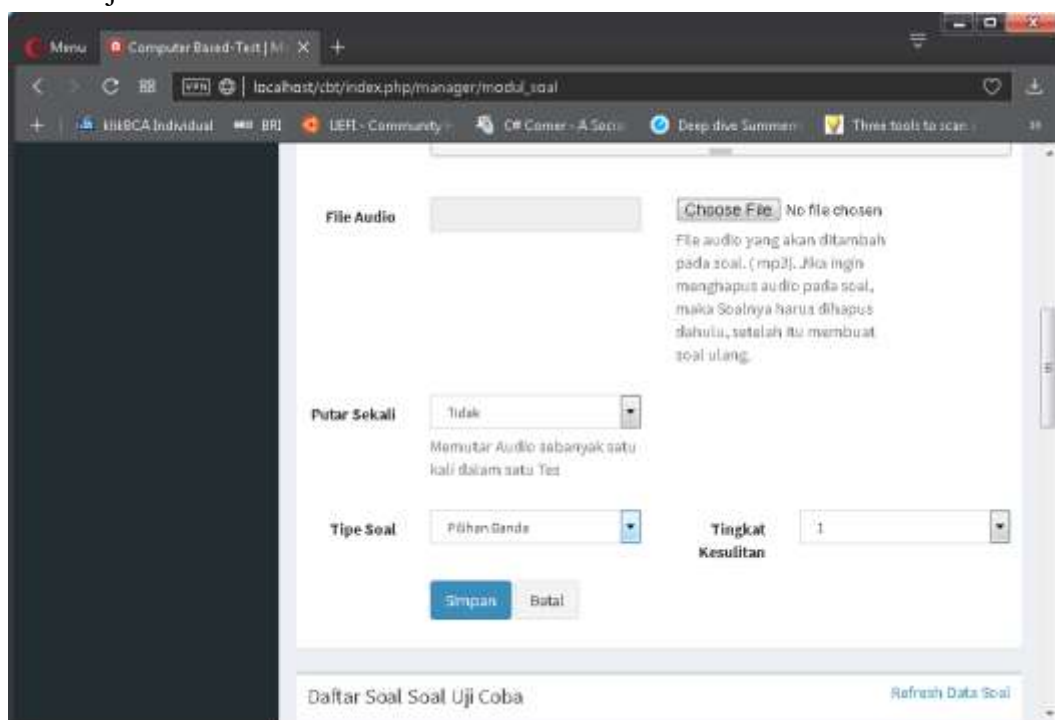 Menu
Computer Based-Test | M
localhost/cbt/index.php/manager/modul_soal
klikBCA Individual
BRI
UEFI - Community -
C# Corner - A Socia
Deep dive Summer
Three tools to scan
File Audio
Choose File No file chosen
File audio yang akan ditambah
pada soal. ( mp3). Jika ingin
menghapus audio pada soal,
maka Soalnya harus dihapus
dahulu, setelah itu membuat
soal ulang.
Putar Sekali
Tidak
Memutar Audio sebanyak satu
kali dalam satu Tes
Tipe Soal
Pilihan Ganda
Tingkat
Kesulitan
1
Simpan
Batal
Daftar Soal Soal Uji Coba
Refresh Data Soal